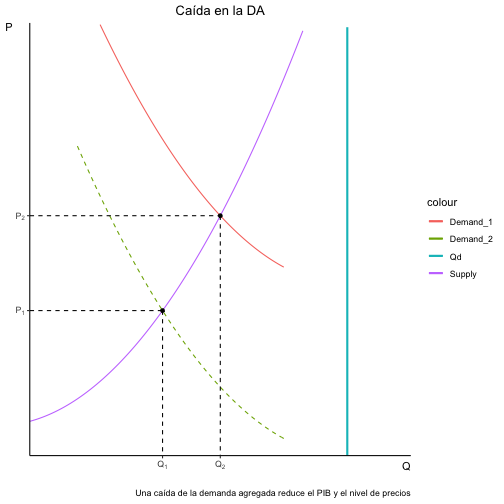 Caída en la DA
P
P₂
P₁
Q₁
Q₂
Q
colour
Demand_1
Demand_2
Qd
Supply
Una caída de la demanda agregada reduce el PIB y el nivel de precios